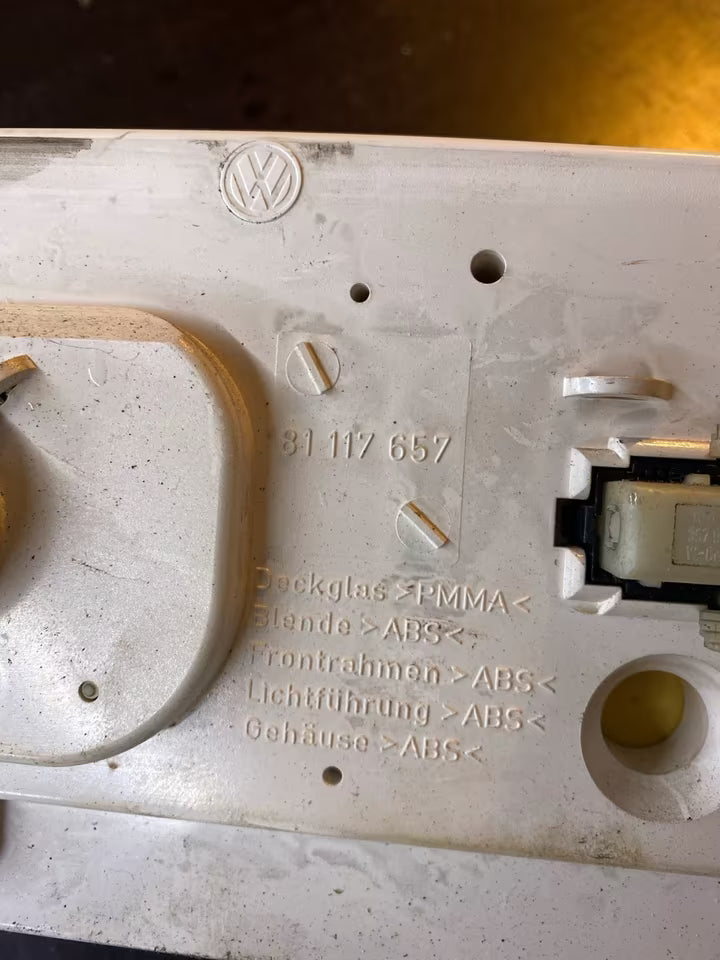 VW
81 117 657
Deckglas >PMMA<
Blende >ABS<
Frontrahmen >ABS<
Lichtführung >ABS<
Gehäuse >ABS<